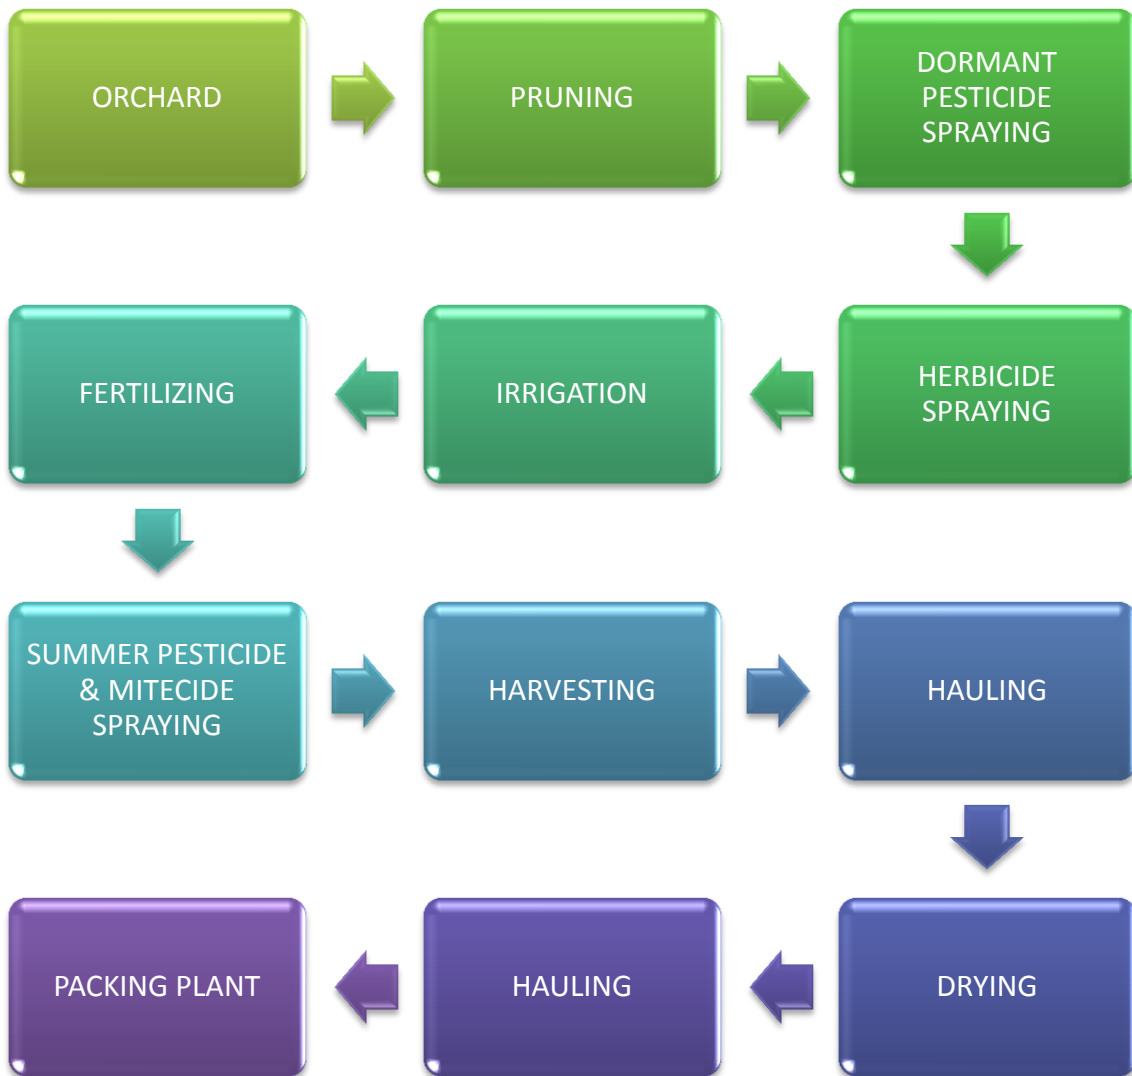 ORCHARD
PRUNING
DORMANT
PESTICIDE
SPRAYING
HERBICIDE
SPRAYING
IRRIGATION
FERTILIZING
SUMMER PESTICIDE
& MITECIDE
SPRAYING
HARVESTING
HAULING
DRYING
HAULING
PACKING PLANT